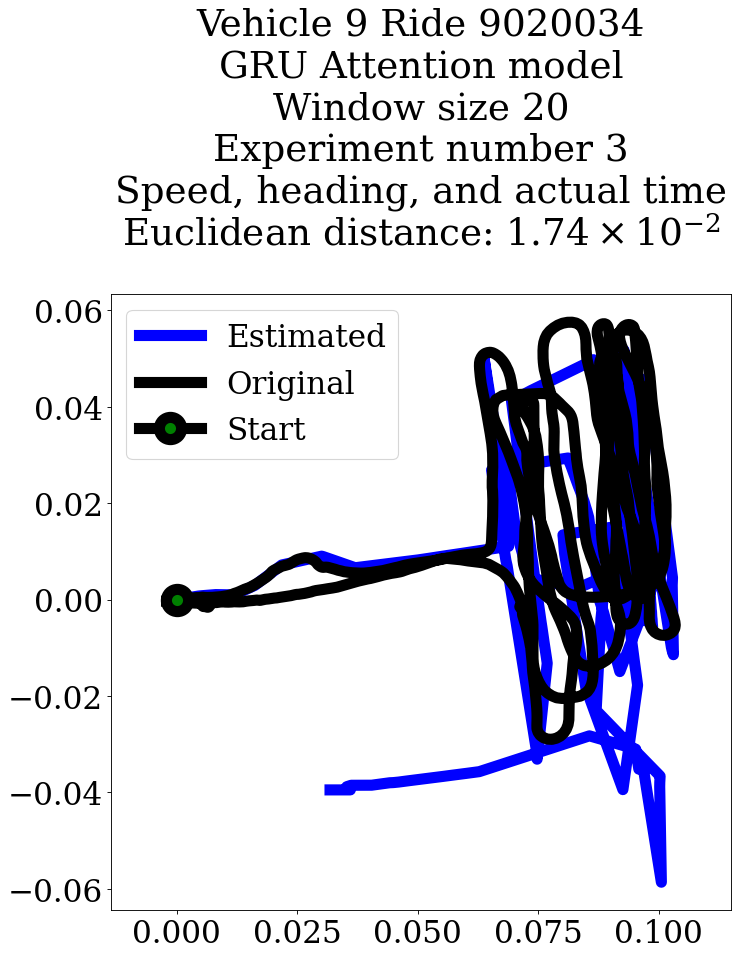 Vehicle 9 Ride 9020034
GRU Attention model
Window size 20
Experiment number 3
Speed, heading, and actual time
Euclidean distance: 1.74 × 10⁻²
Estimated
Original
Start
0.06
0.04
0.02
0.00
−0.02
−0.04
−0.06
0.000 0.025 0.050 0.075 0.100